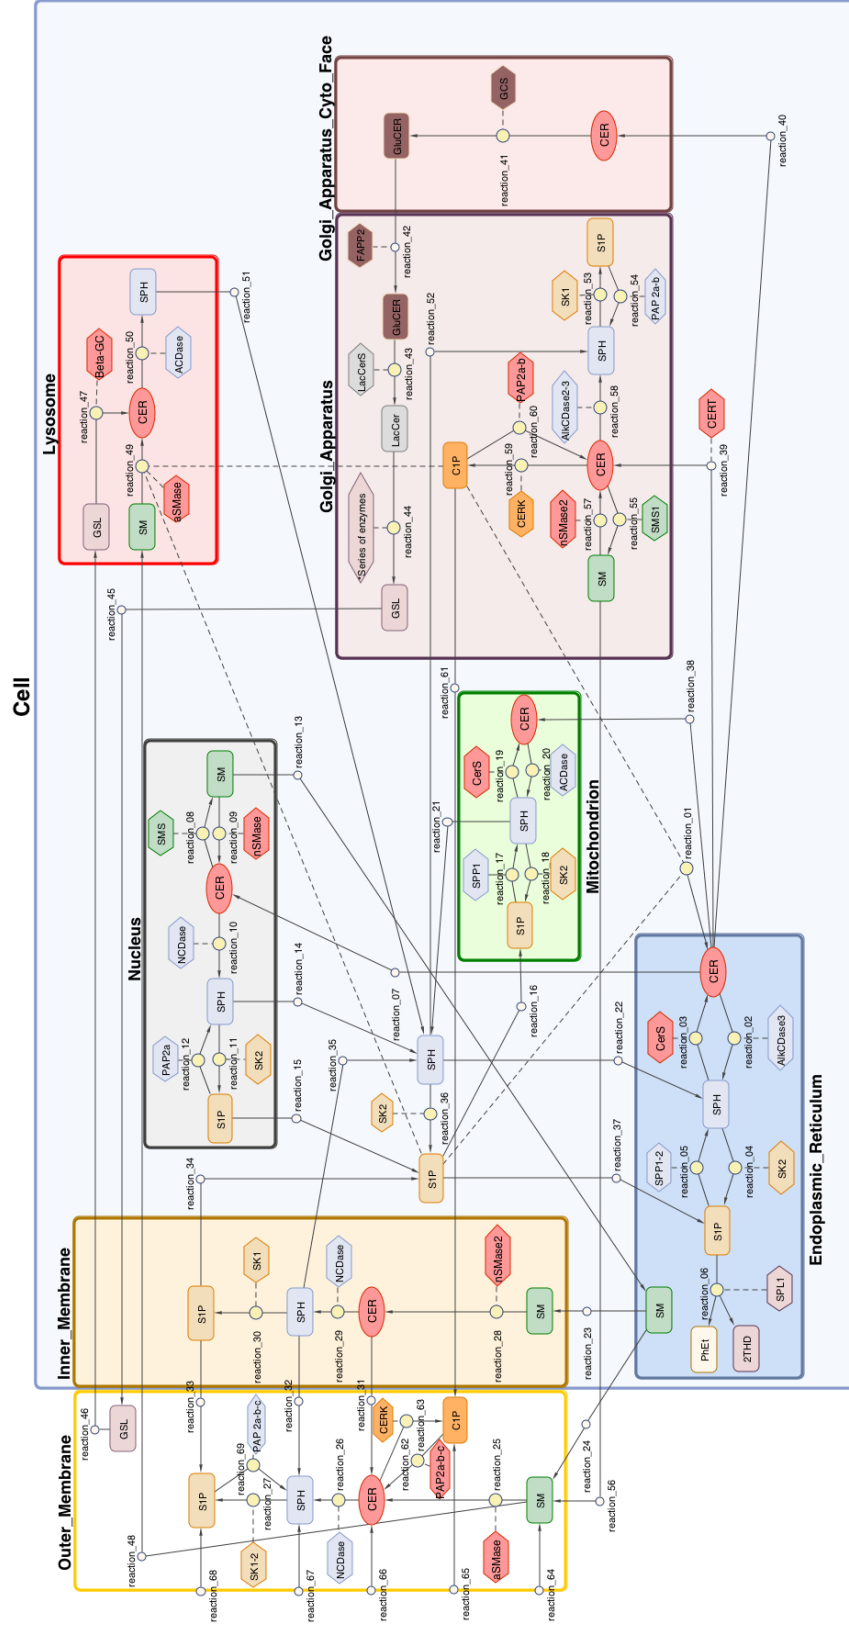 Cell
Outer_Membrane
reaction_68
S1P
reaction_69
PAP 2a-b-c
reaction_27
SK1-2
reaction_67
SPH
reaction_26
NCDase
reaction_66
CER
reaction_62
reaction_63
CERK
PAP2a-b-c
C1P
reaction_65
reaction_25
aSMase
SM
reaction_64
GSL
reaction_46
reaction_48
reaction_33
reaction_32
reaction_31
reaction_24
reaction_56
reaction_23
Inner_Membrane
S1P
SK1
reaction_30
SPH
NCDase
reaction_29
CER
nSMase2
reaction_28
SM
reaction_34
reaction_35
Nucleus
PAP2a
reaction_12
S1P
reaction_11
SK2
SPH
NCDase
reaction_10
CER
SMS
reaction_08
reaction_09
nSMase
SM
reaction_13
reaction_14
reaction_15
reaction_07
SPH
SK2
reaction_36
S1P
reaction_16
reaction_22
reaction_37
reaction_21
reaction_45
Lysosome
GSL
reaction_47
Beta-GC
SM
reaction_49
aSMase
CER
reaction_50
ACDase
SPH
reaction_51
Mitochondrion
S1P
SPP1
reaction_17
reaction_18
SK2
SPH
CerS
reaction_19
reaction_20
ACDase
CER
reaction_61
reaction_38
reaction_01
Endoplasmic_Reticulum
SM
PhEt
2THD
reaction_06
SPL1
S1P
SPP1-2
reaction_05
reaction_04
SK2
SPH
CerS
reaction_03
reaction_02
AlkCDase3
CER
Golgi_Apparatus
GSL
*Series of enzymes
reaction_44
LacCer
LacCerS
reaction_43
GluCER
FAPP2
reaction_42
reaction_52
C1P
reaction_59
CERK
reaction_60
PAP2a-b
SM
nSMase2
reaction_57
reaction_55
SMS1
CER
AlkCDase2-3
reaction_58
SPH
SK1
reaction_53
reaction_54
PAP 2a-b
S1P
CERT
reaction_39
Golgi_Apparatus_Cyto_Face
GluCER
GCS
reaction_41
CER
reaction_40